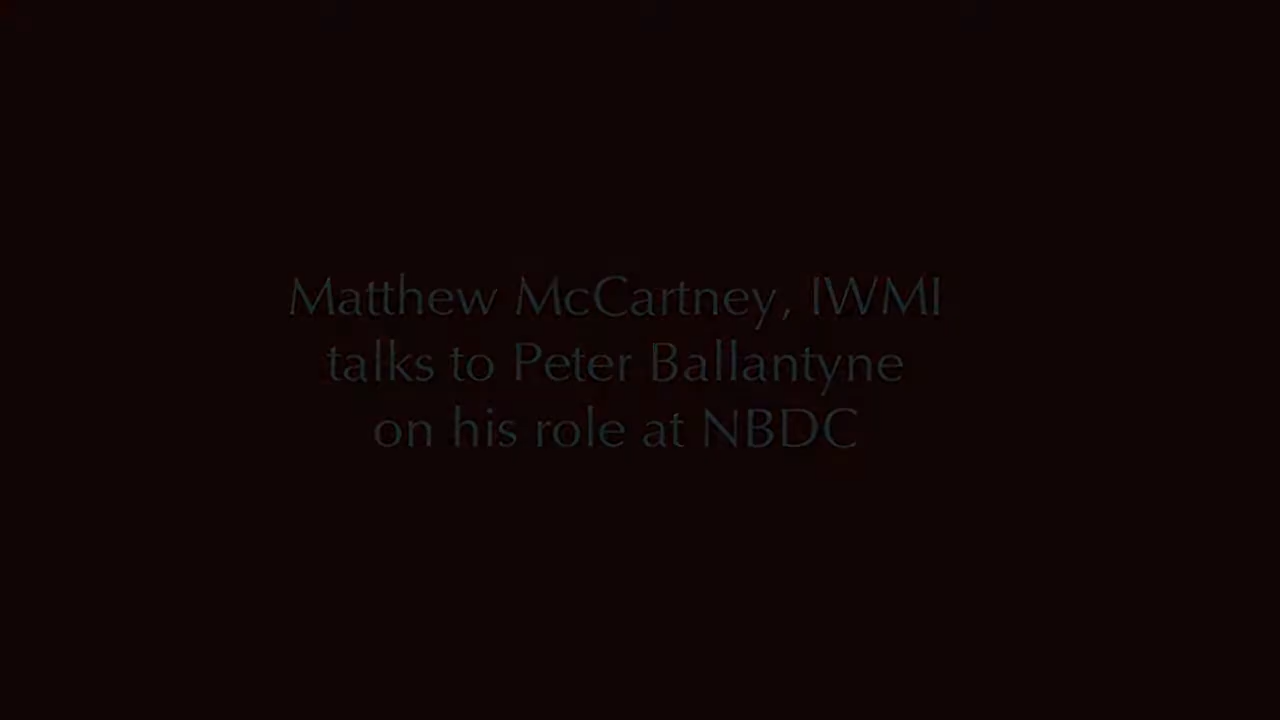 Matthew McCartney, IWMI
talks to Peter Ballantyne
on his role at NBDC